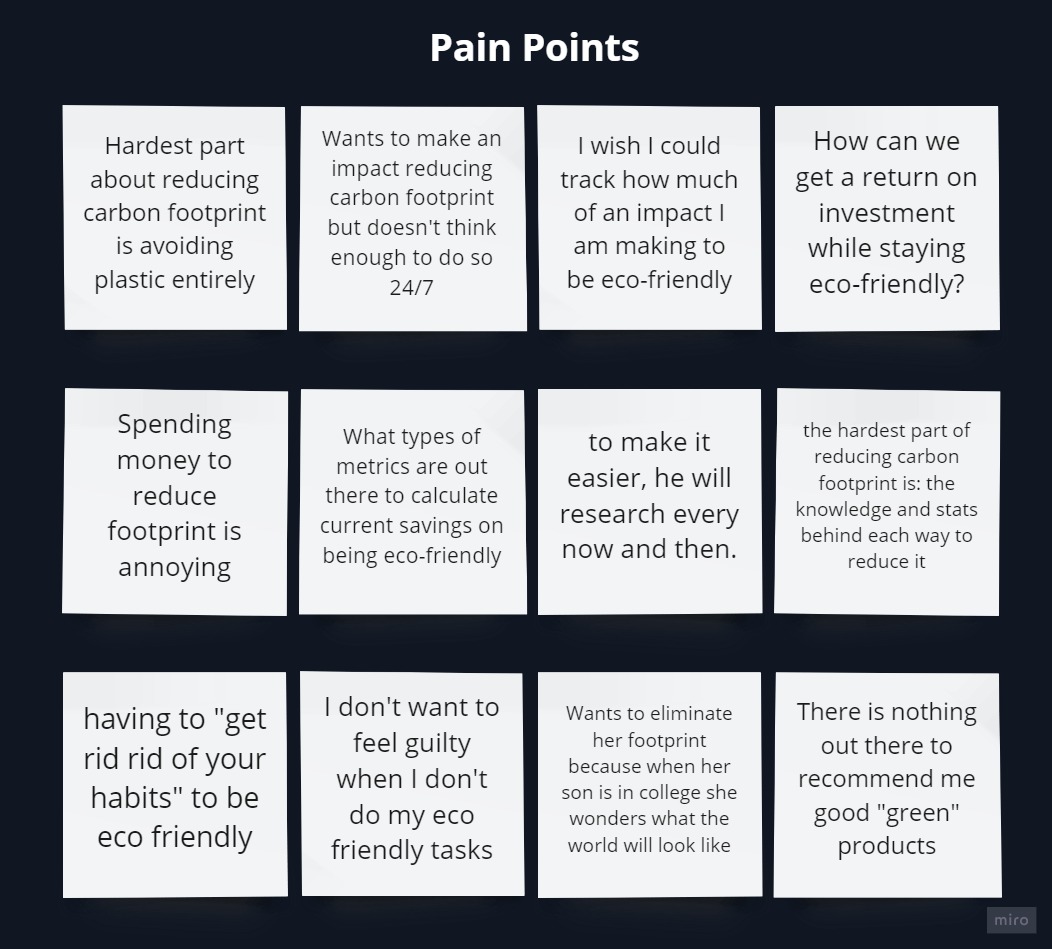 Pain Points
Hardest part
about reducing
carbon footprint
is avoiding
plastic entirely
Wants to make an
impact reducing
carbon footprint
but doesn't think
enough to do so
24/7
I wish I could
track how much
of an impact I
am making to
be eco-friendly
How can we
get a return on
investment
while staying
eco-friendly?
Spending
money to
reduce
footprint is
annoying
What types of
metrics are out
there to calculate
current savings on
being eco-friendly
to make it
easier, he will
research every
now and then.
the hardest part of
reducing carbon
footprint is: the
knowledge and stats
behind each way to
reduce it
having to "get
rid rid of your
habits" to be
eco friendly
I don't want to
feel guilty
when I don't
do my eco
friendly tasks
Wants to eliminate
her footprint
because when her
son is in college she
wonders what the
world will look like
There is nothing
out there to
recommend me
good "green"
products
miro